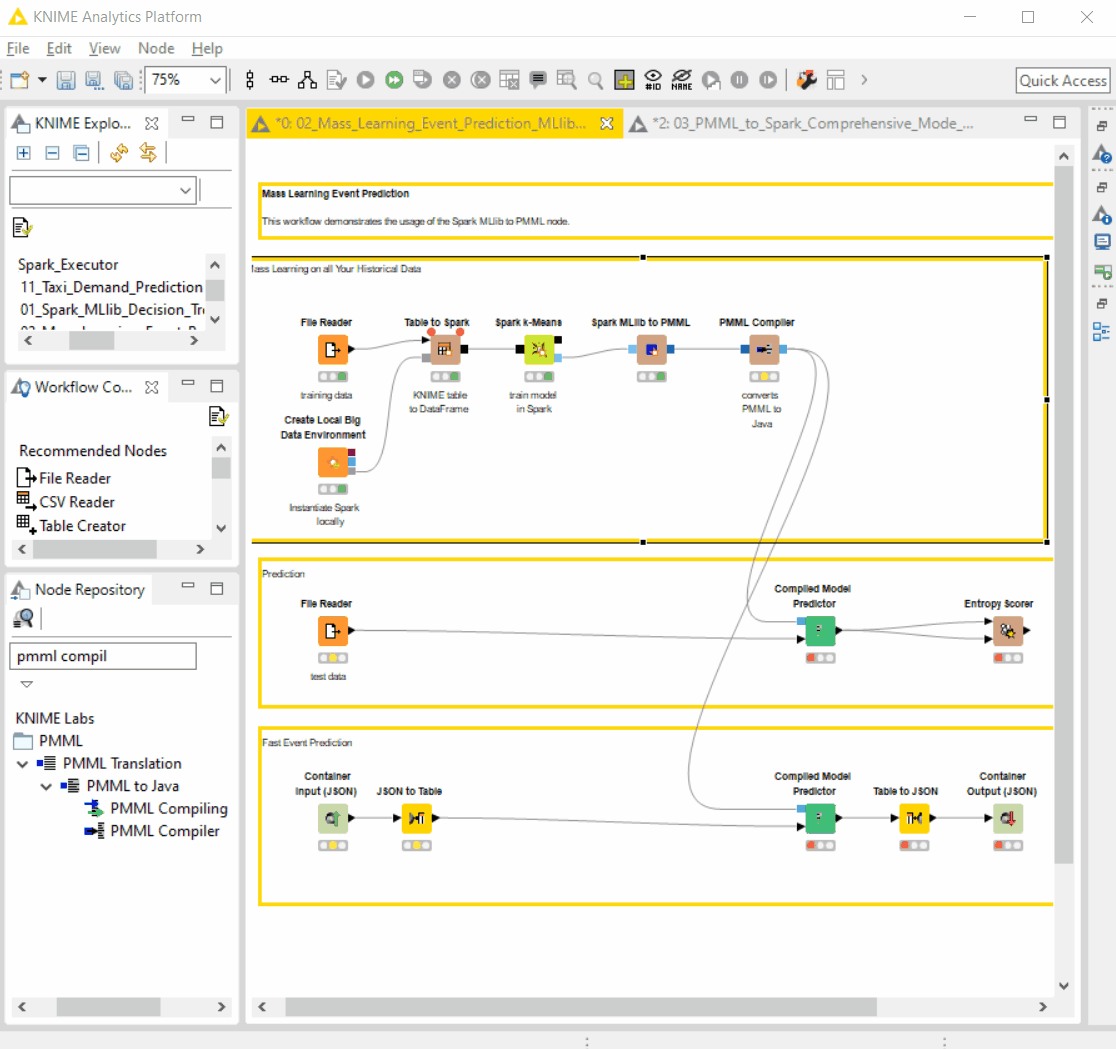 KNIME Analytics Platform
File Edit View Node Help
75%
#ID
NAME
Quick Access
KNIME Explo...
*0: 02_Mass_Learning_Event_Prediction_MLlib...
*2: 03_PMML_to_Spark_Comprehensive_Mode_...
Spark_Executor
11_Taxi_Demand_Prediction
01_Spark_MLlib_Decision_Tre
Workflow Co...
Recommended Nodes
File Reader
CSV Reader
Table Creator
Node Repository
pmml compil
KNIME Labs
PMML
PMML Translation
PMML to Java
PMML Compiling
PMML Compiler
Mass Learning Event Prediction
This workflow demonstrates the usage of the Spark MLlib to PMML node.
Mass Learning on all Your Historical Data
File Reader
training data
Table to Spark
KNIME table
to DataFrame
Spark k-Means
train model
in Spark
Spark MLlib to PMML
PMML Compiler
converts
PMML to
Java
Create Local Big
Data Environment
Instantiate Spark
locally
Prediction
File Reader
test data
Compiled Model
Predictor
Entropy Scorer
Fast Event Prediction
Container
Input (JSON)
JSON to Table
Compiled Model
Predictor
Table to JSON
Container
Output (JSON)